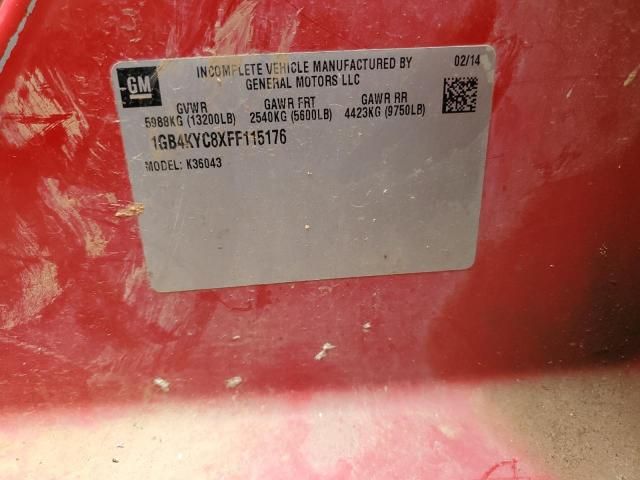 GM
INCOMPLETE VEHICLE MANUFACTURED BY
GENERAL MOTORS LLC
02/14
GVWR GAWR FRT GAWR RR
5988KG (13200LB) 2540KG (5600LB) 4423KG (9750LB)
1GB4KYC8XFF115176
MODEL: K36043